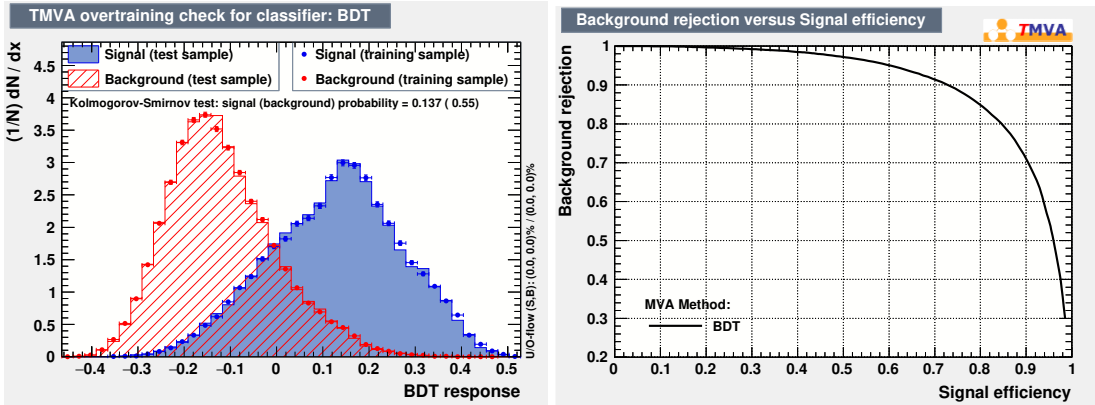 TMVA overtraining check for classifier: BDT
Signal (test sample)
Background (test sample)
Signal (training sample)
Background (training sample)
Kolmogorov-Smirnov test: signal (background) probability = 0.137 ( 0.55)
(1/N) dN / dx
4.5
4
3.5
3
2.5
2
1.5
1
0.5
0
−0.4 −0.3 −0.2 −0.1 0 0.1 0.2 0.3 0.4 0.5
BDT response
U/O-flow (S,B): (0.0, 0.0)% / (0.0, 0.0)%
Background rejection versus Signal efficiency
TMVA
Background rejection
1
0.9
0.8
0.7
0.6
0.5
0.4
0.3
0.2
MVA Method:
BDT
0 0.1 0.2 0.3 0.4 0.5 0.6 0.7 0.8 0.9 1
Signal efficiency